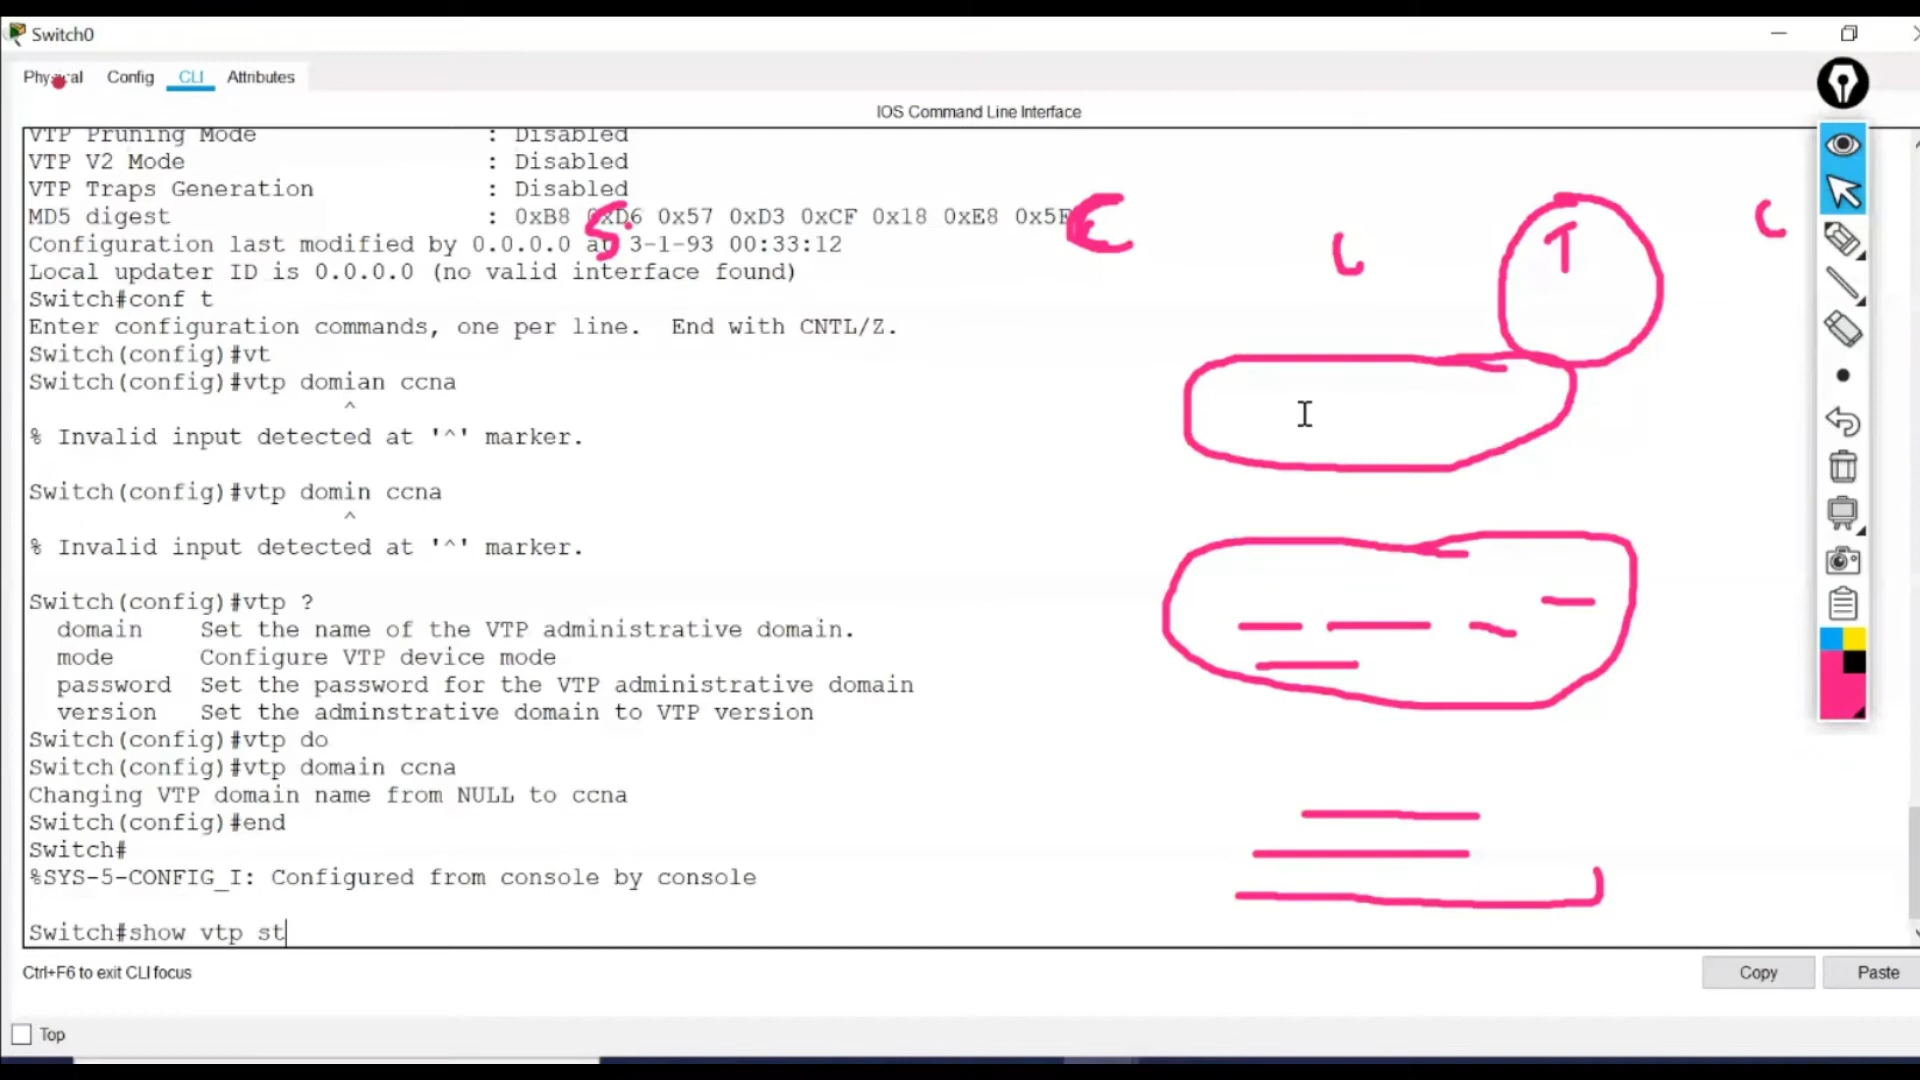 Switch0
Physical Config CLI Attributes
IOS Command Line Interface
VTP Pruning Mode : Disabled
VTP V2 Mode : Disabled
VTP Traps Generation : Disabled
MD5 digest : 0xB8 0xD6 0x57 0xD3 0xCF 0x18 0xE8
S C L T C
Configuration last modified by 0.0.0.0 at 3-1-93 00:33:12
Local updater ID is 0.0.0.0 (no valid interface found)
Switch#conf t
Enter configuration commands, one per line. End with CNTL/Z.
Switch(config)#vt
Switch(config)#vtp domian ccna
^
% Invalid input detected at '^' marker.
Switch(config)#vtp domin ccna
^
% Invalid input detected at '^' marker.
Switch(config)#vtp ?
domain Set the name of the VTP administrative domain.
mode Configure VTP device mode
password Set the password for the VTP administrative domain
version Set the adminstrative domain to VTP version
Switch(config)#vtp do
Switch(config)#vtp domain ccna
Changing VTP domain name from NULL to ccna
Switch(config)#end
Switch#
%SYS-5-CONFIG_I: Configured from console by console
Switch#show vtp st
Ctrl+F6 to exit CLI focus
Copy Paste
Top